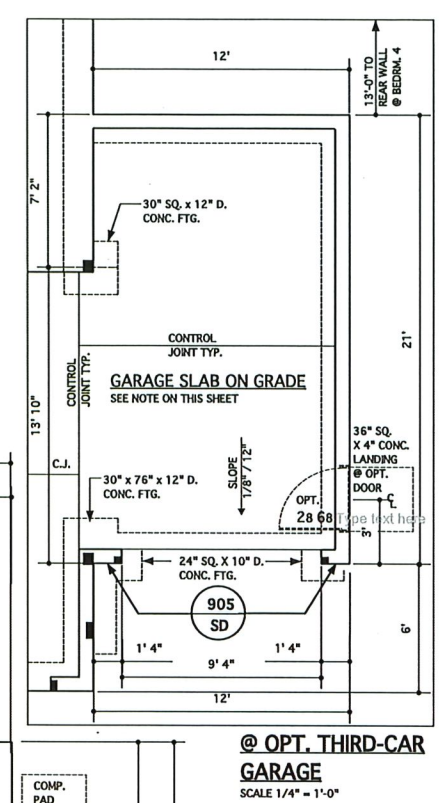 12'
13'-0" TO
REAR WALL
@ BEDRM. 4
7' 2"
30" SQ. x 12" D.
CONC. FTG.
CONTROL
JOINT TYP.
21'
CONTROL
JOINT TYP.
GARAGE SLAB ON GRADE
SEE NOTE ON THIS SHEET
13' 10"
36" SQ.
X 4" CONC.
LANDING
@ OPT.
DOOR
C.J.
30" x 76" x 12" D.
CONC. FTG.
SLOPE
1/8" / 12"
OPT.
28 68
Type text here
CL
3'
24" SQ. X 10" D.
CONC. FTG.
905
SD
6'
1' 4"
1' 4"
9' 4"
12'
@ OPT. THIRD-CAR
GARAGE
SCALE 1/4" = 1'-0"
COMP.
PAD